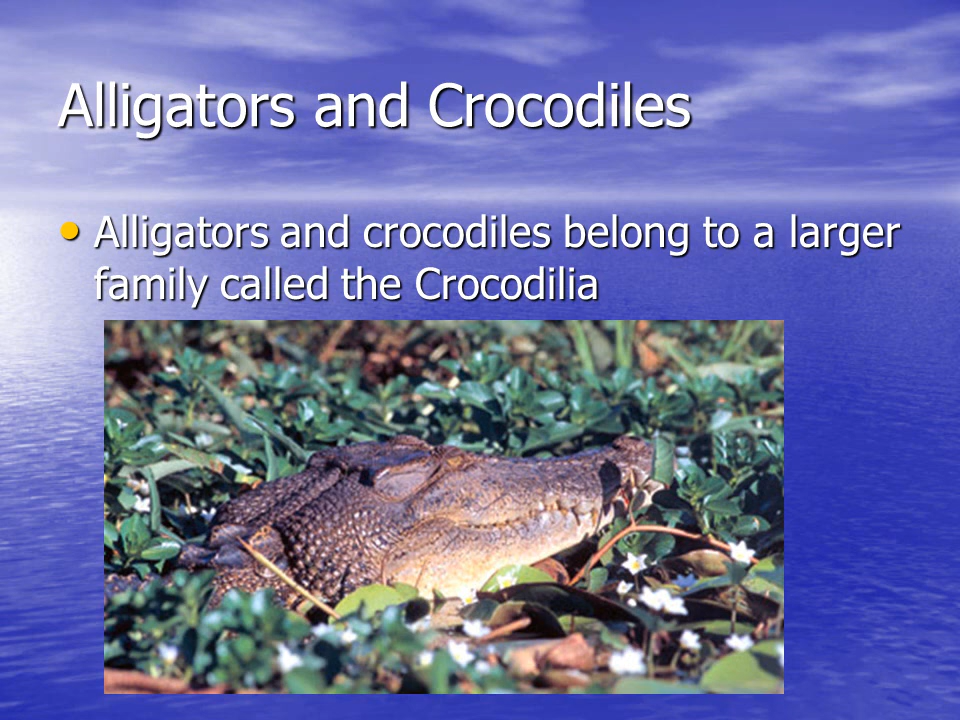 Alligators and Crocodiles
• Alligators and crocodiles belong to a larger
family called the Crocodilia